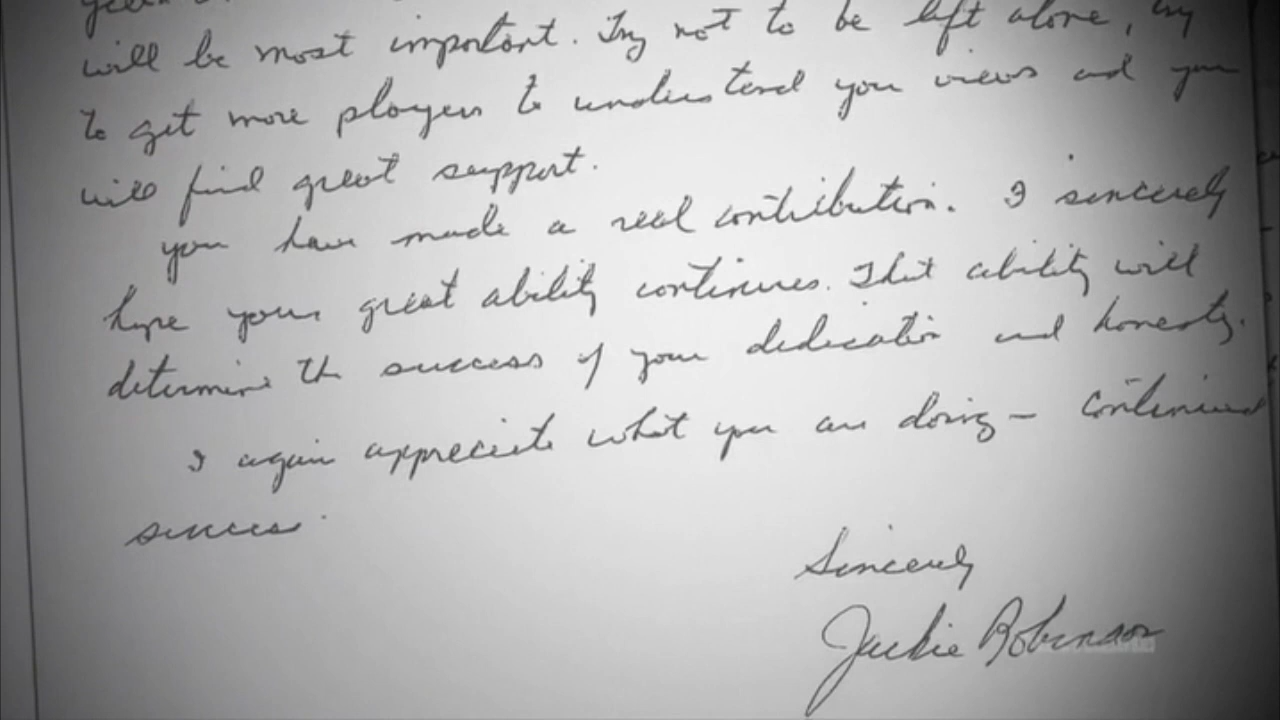 will be most important. Try not to be left alone, try
to get more players to understand you views and you
will find great support.
you have made a real contribution. I sincerely
hope your great ability continues. That ability will
determine the success of your dedication and honesty.
I again appreciate what you are doing - continued
success.
Sincerely
Jackie Robinson